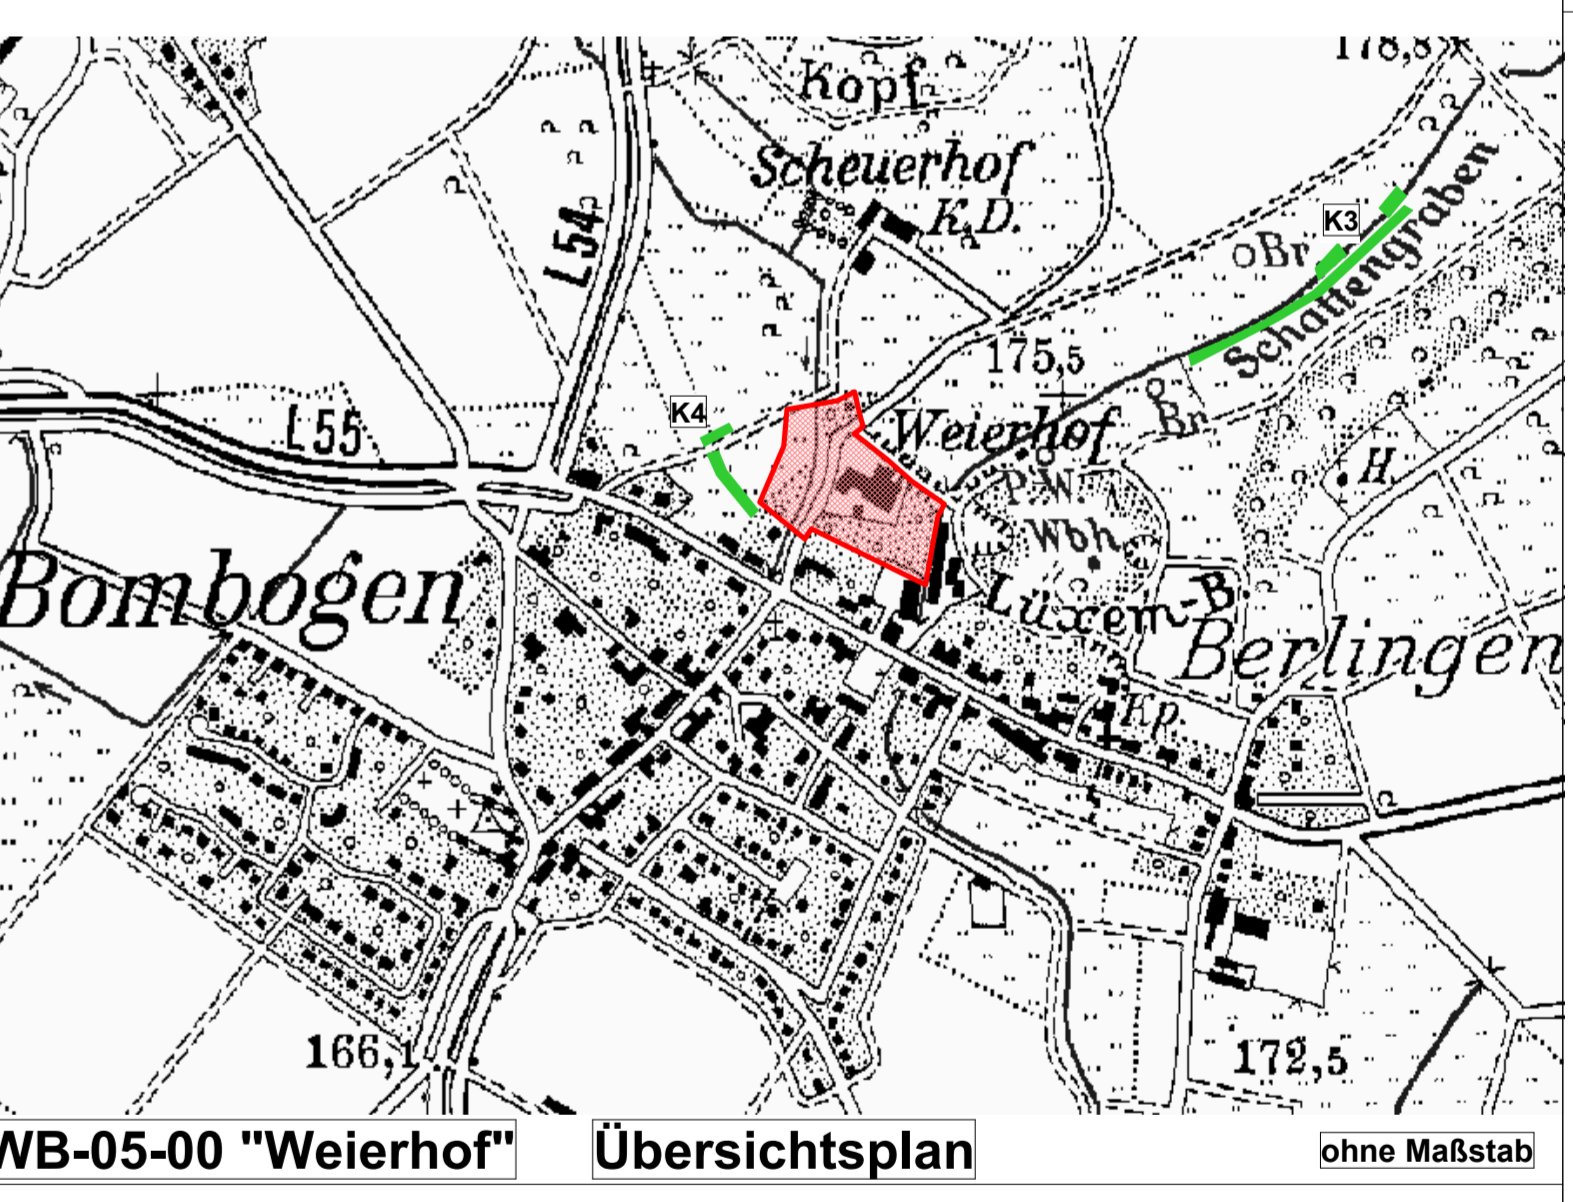 178,8
Kopf
Scheuerhof
K.D.
L54
K3
oBr.
Schattengraben
175,5
Br.
K4
L55
Weierhof
P.W.
H.
Wbh.
Bombogen
Lüxem-B
Berlingen
Kp.
166,1
172,5
WB-05-00 "Weierhof"
Übersichtsplan
ohne Maßstab